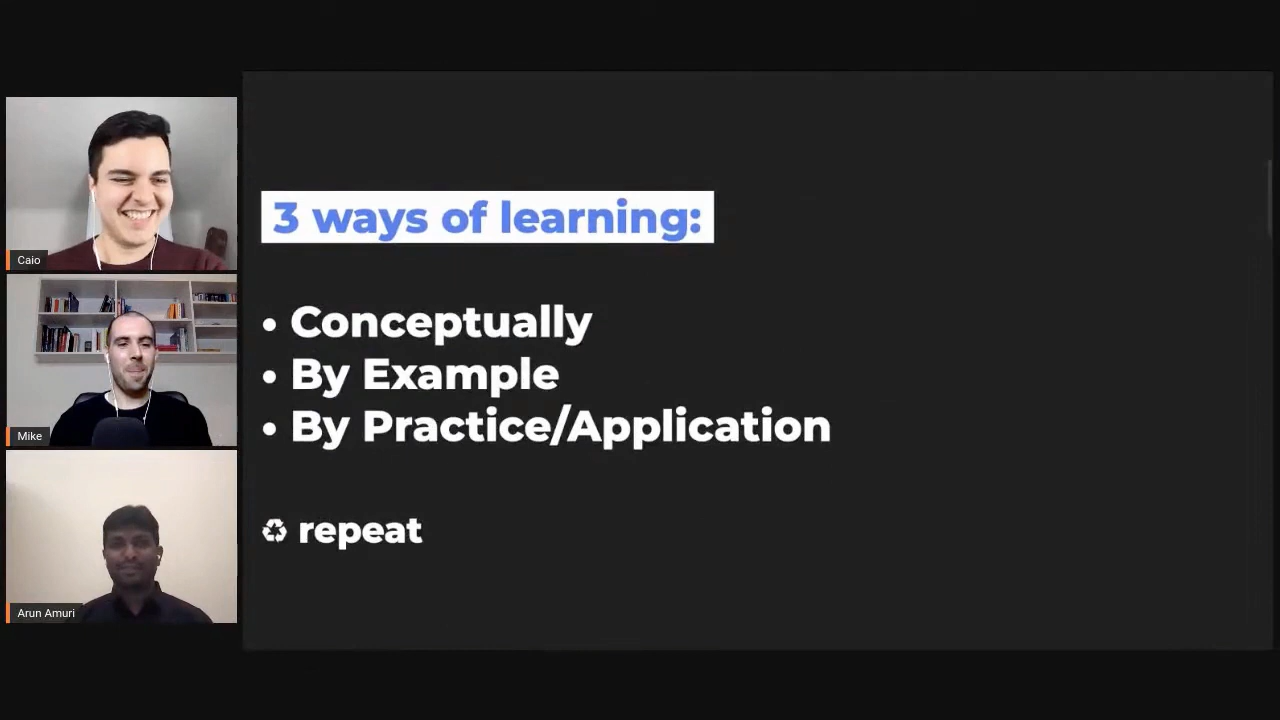 Caio
Mike
Arun Amuri
3 ways of learning:
• Conceptually
• By Example
• By Practice/Application
♻ repeat